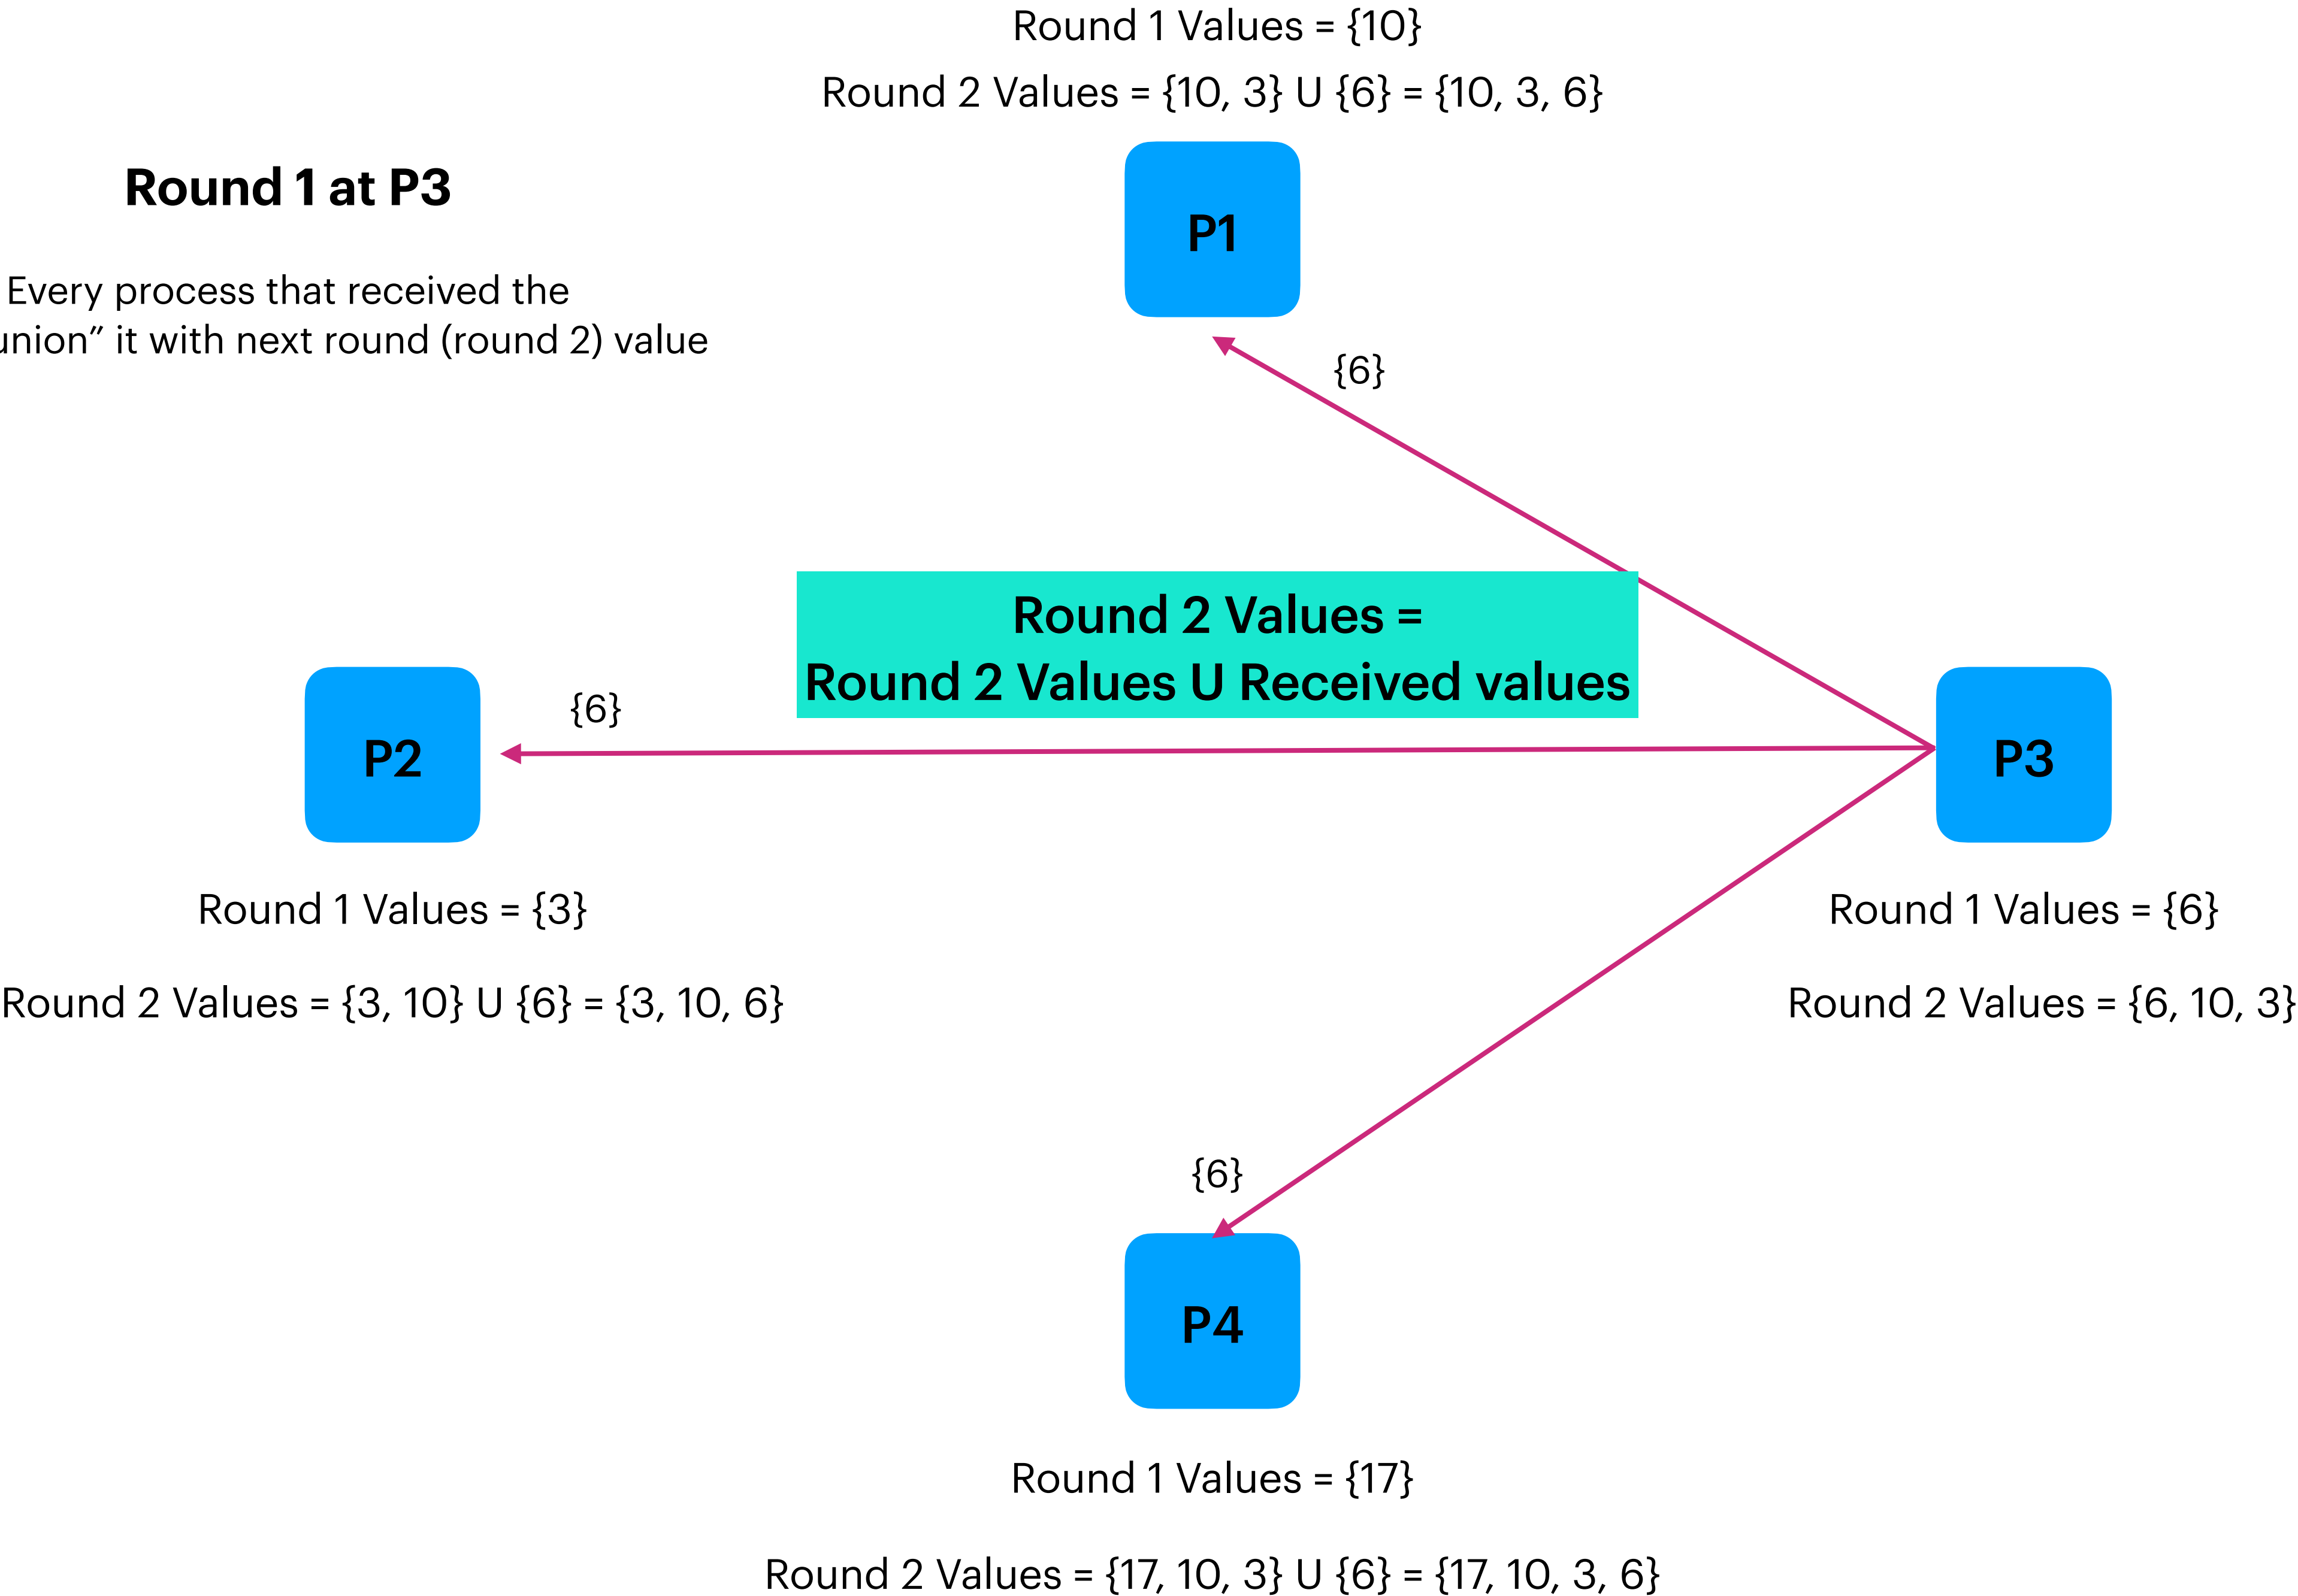 Round 1 Values = {10}
Round 2 Values = {10, 3} U {6} = {10, 3, 6}
Round 1 at P3
Every process that received the
it with next round (round 2) value
P1
{6}
Round 2 Values =
Round 2 Values U Received values
{6}
P2
P3
Round 1 Values = {3}
Round 2 Values = {3, 10} U {6} = {3, 10, 6}
Round 1 Values = {6}
Round 2 Values = {6, 10, 3}
{6}
P4
Round 1 Values = {17}
Round 2 Values = {17, 10, 3} U {6} = {17, 10, 3, 6}